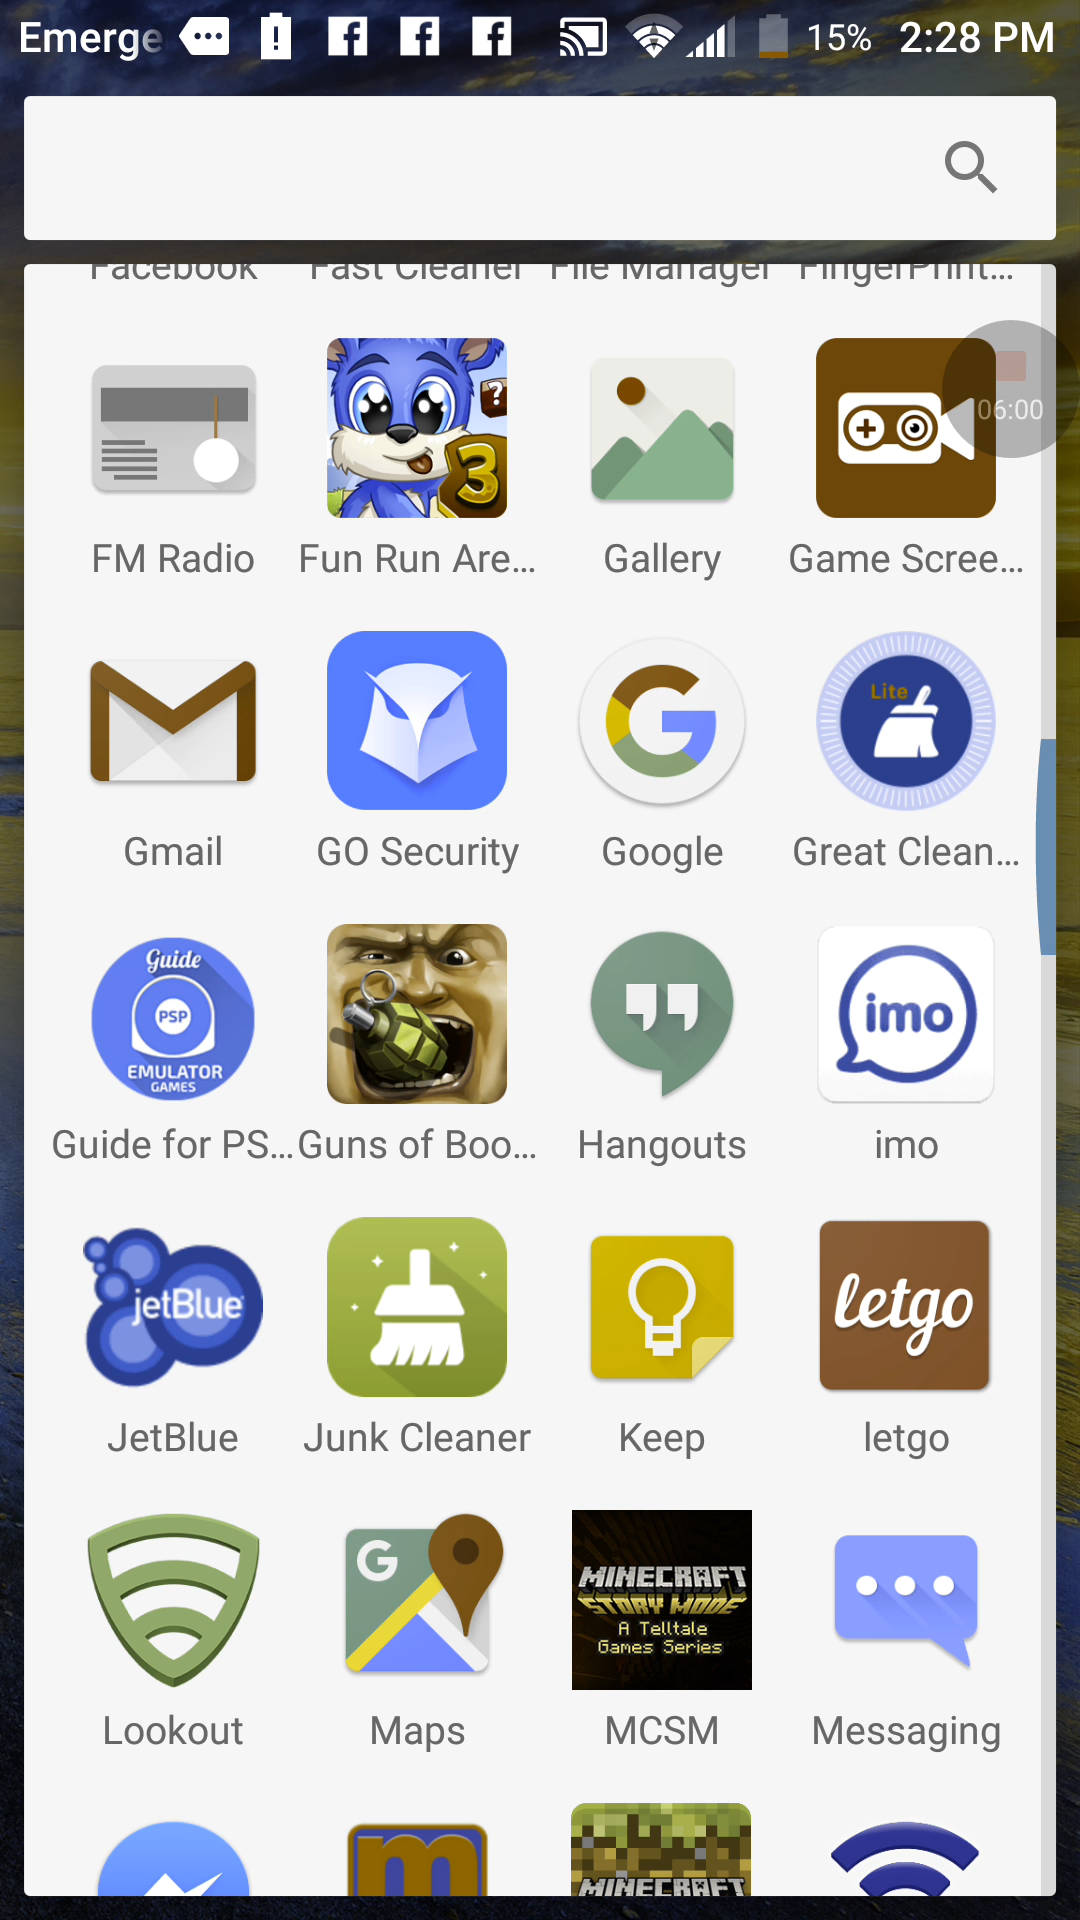 Emerge 15% 2:28 PM
Facebook Fast Cleaner File Manager FingerPrint...
06:00
3
?
FM Radio Fun Run Are... Gallery Game Scree...
Lite
Gmail GO Security Google Great Clean...
Guide
PSP
EMULATOR
GAMES
imo
Guide for PS... Guns of Boo... Hangouts imo
jetBlue
letgo
JetBlue Junk Cleaner Keep letgo
G
MINECRAFT
STORY MODE
A Telltale
Games Series
Lookout Maps MCSM Messaging
m
MINECRAFT